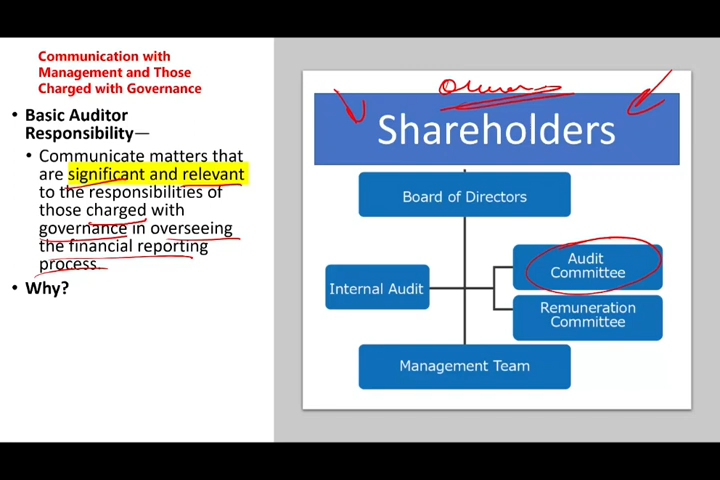 Communication with
Management and Those
Charged with Governance
• Basic Auditor
Responsibility—
• Communicate matters that
are significant and relevant
to the responsibilities of
those charged with
governance in overseeing
the financial reporting
process.
• Why?
Owners
Shareholders
Board of Directors
Audit
Committee
Internal Audit
Remuneration
Committee
Management Team